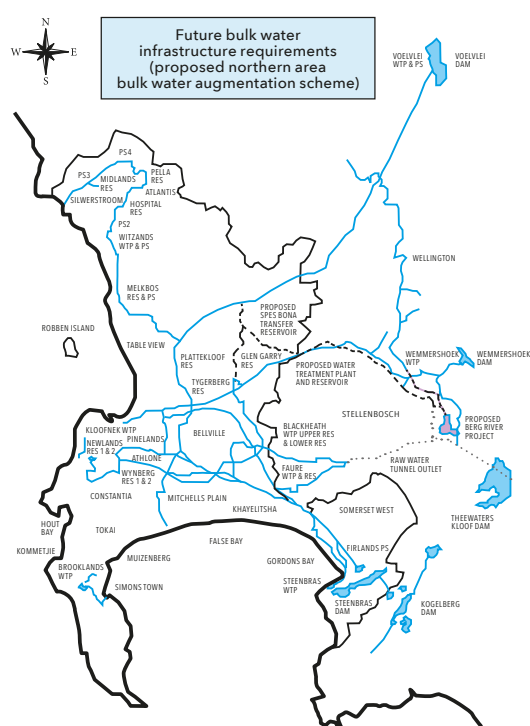 N
W
E
S
Future bulk water
infrastructure requirements
(proposed northern area
bulk water augmentation scheme)
VOELVLEI
WTP & PS
VOELVLEI
DAM
PS4
PS3
MIDLANDS
RES
PELLA
RES
ATLANTIS
SILWERSTROOM
HOSPITAL
RES
PS2
WITZANDS
WTP & PS
WELLINGTON
MELKBOS
RES & PS
PROPOSED
SPES BONA
TRANSFER
RESERVOIR
ROBBEN ISLAND
TABLE VIEW
PLATTEKLOOF
RES
GLEN GARRY
RES
PROPOSED WATER
TREATMENT PLANT
AND RESERVOIR
WEMMERSHOEK
WTP
WEMMERSHOEK
DAM
TYGERBERG
RES
STELLENBOSCH
KLOOFNEK WTP
NEWLANDS
RES 1 & 2
PINELANDS
BELLVILLE
BLACKHEATH
WTP UPPER RES
& LOWER RES
PROPOSED
BERG RIVER
PROJECT
ATHLONE
WYNBERG
RES 1 & 2
FAURE
WTP & RES
RAW WATER
TUNNEL OUTLET
CONSTANTIA
MITCHELLS PLAIN
KHAYELITSHA
SOMERSET WEST
THEEWATERS
KLOOF DAM
HOUT
BAY
TOKAI
FALSE BAY
KOMMETJIE
MUIZENBERG
GORDONS BAY
FIRLANDS PS
BROOKLANDS
WTP
SIMONS TOWN
STEENBRAS
WTP
STEENBRAS
DAM
KOGELBERG
DAM